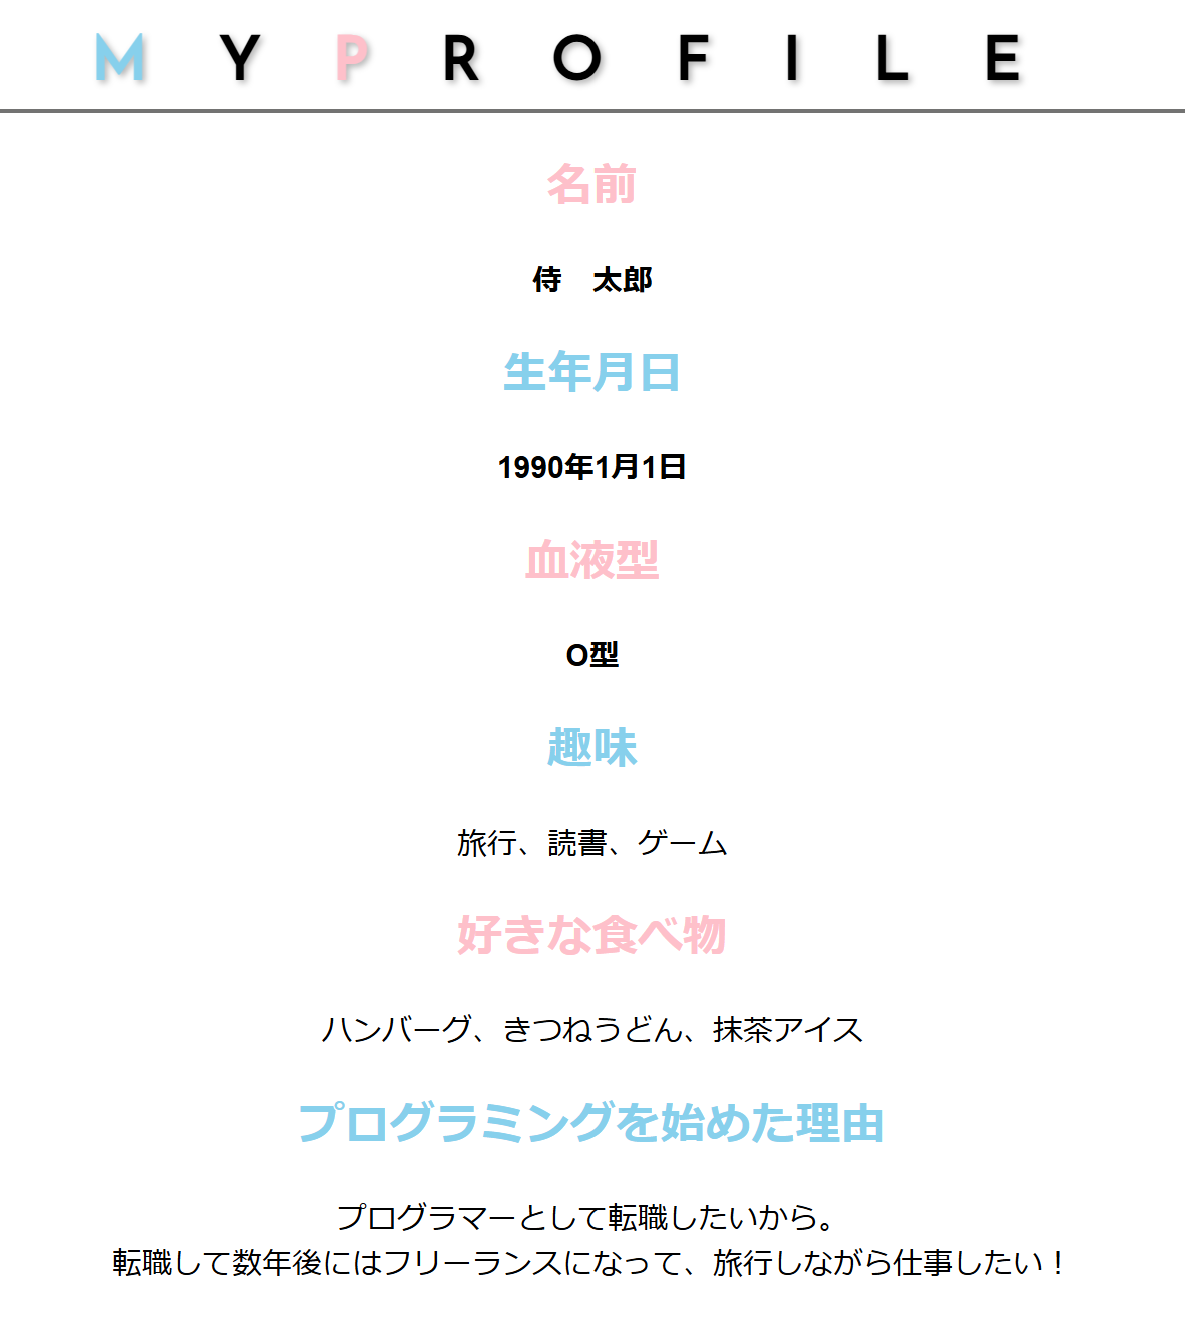 MYPROFILE
名前
侍　太郎
生年月日
1990年1月1日
血液型
O型
趣味
旅行、読書、ゲーム
好きな食べ物
ハンバーグ、きつねうどん、抹茶アイス
プログラミングを始めた理由
プログラマーとして転職したいから。
転職して数年後にはフリーランスになって、旅行しながら仕事したい！